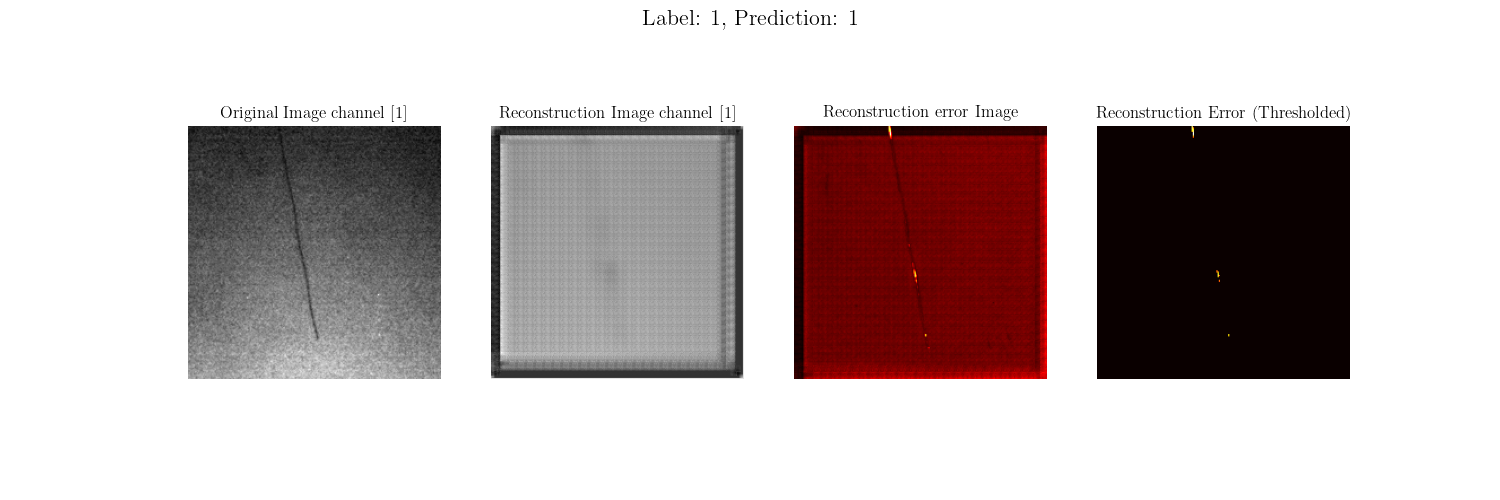 Label: 1, Prediction: 1
Original Image channel [1]
Reconstruction Image channel [1]
Reconstruction error Image
Reconstruction Error (Thresholded)